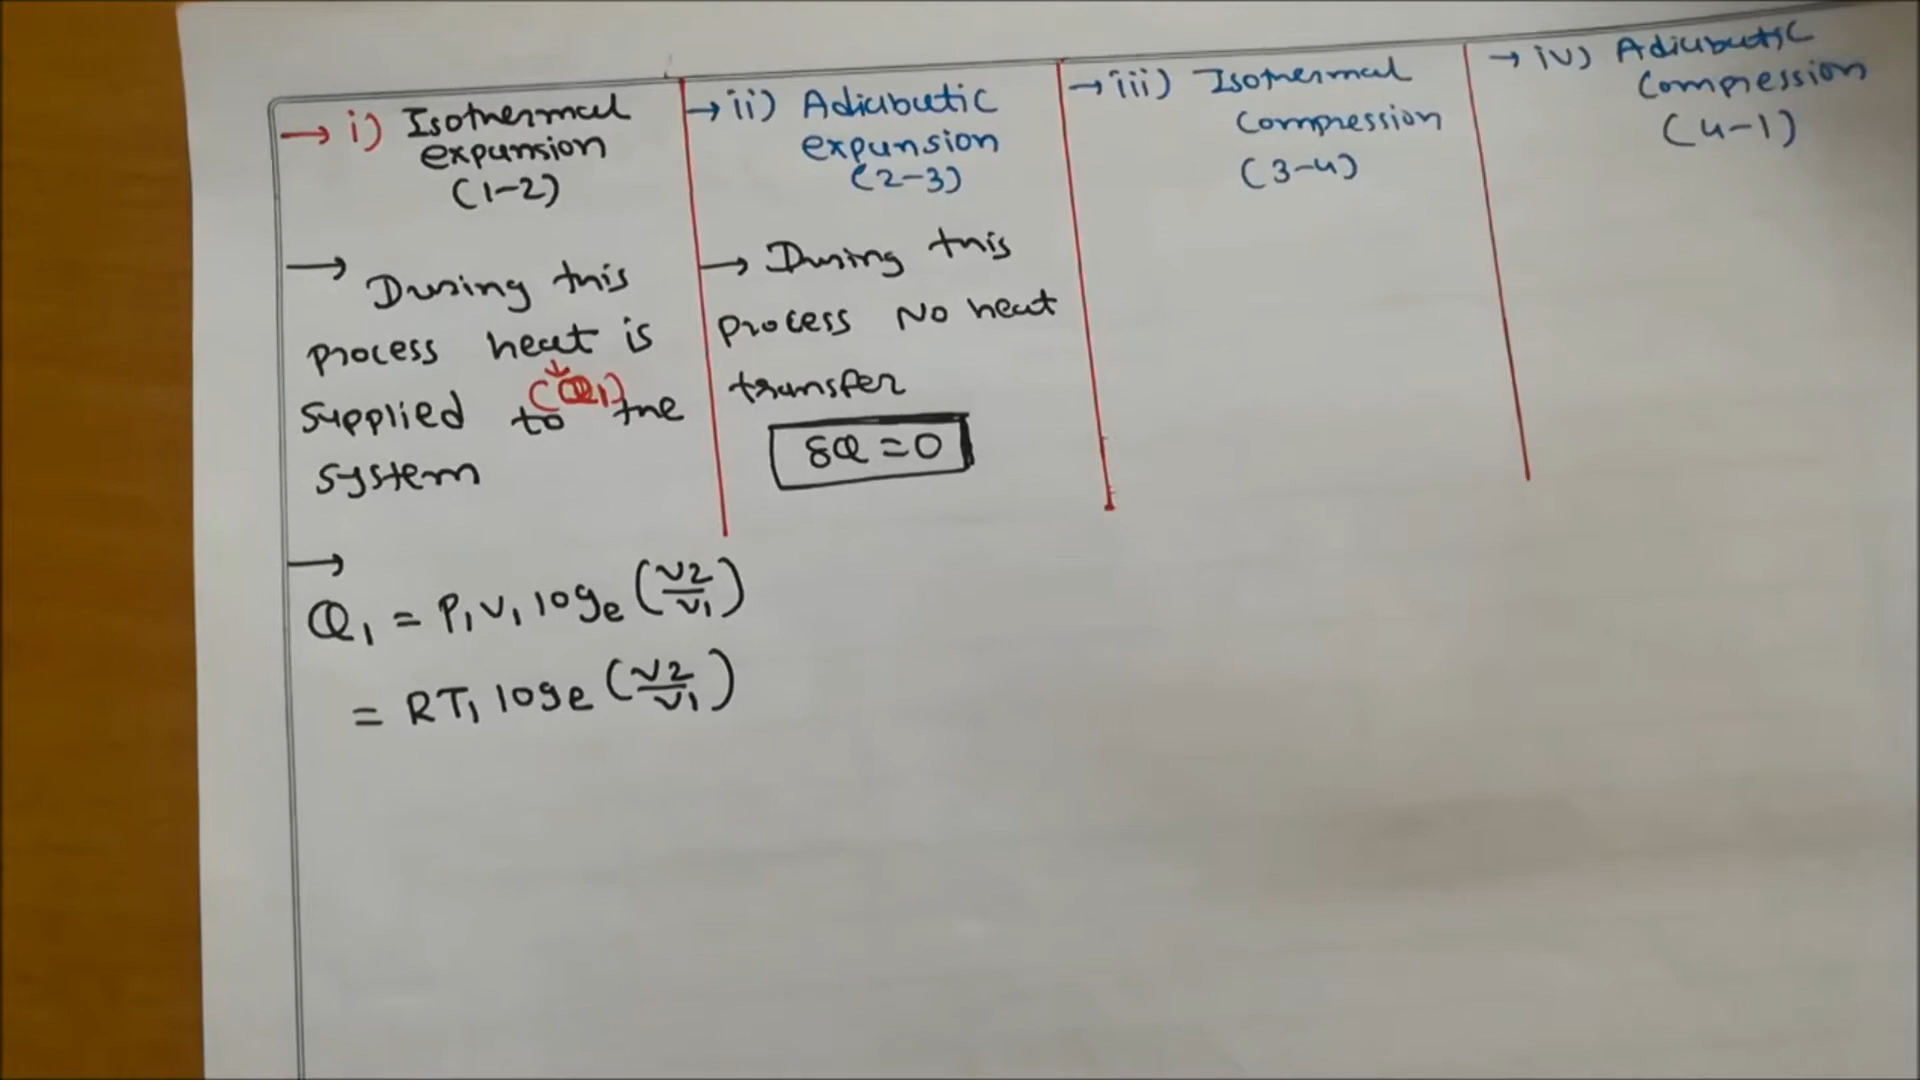 → i) Isothermal
expansion
(1-2)
→ During this
process heat is
supplied to the
(Q1)
system
→
Q1 = P1V1 loge (V2/V1)
= RT1 loge (V2/V1)
→ ii) Adiabatic
expansion
(2-3)
→ During this
process No heat
transfer
δQ = 0
→ iii) Isothermal
compression
(3-4)
→ iv) Adiabatic
compression
(4-1)